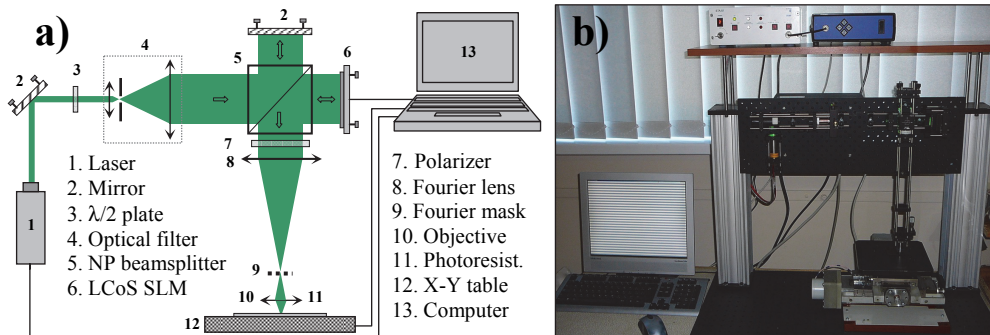 a)
2
4
5
6
13
2
3
7
8
1
9
10
11
12
1. Laser
2. Mirror
3. λ/2 plate
4. Optical filter
5. NP beamsplitter
6. LCoS SLM
7. Polarizer
8. Fourier lens
9. Fourier mask
10. Objective
11. Photoresist.
12. X-Y table
13. Computer
b)